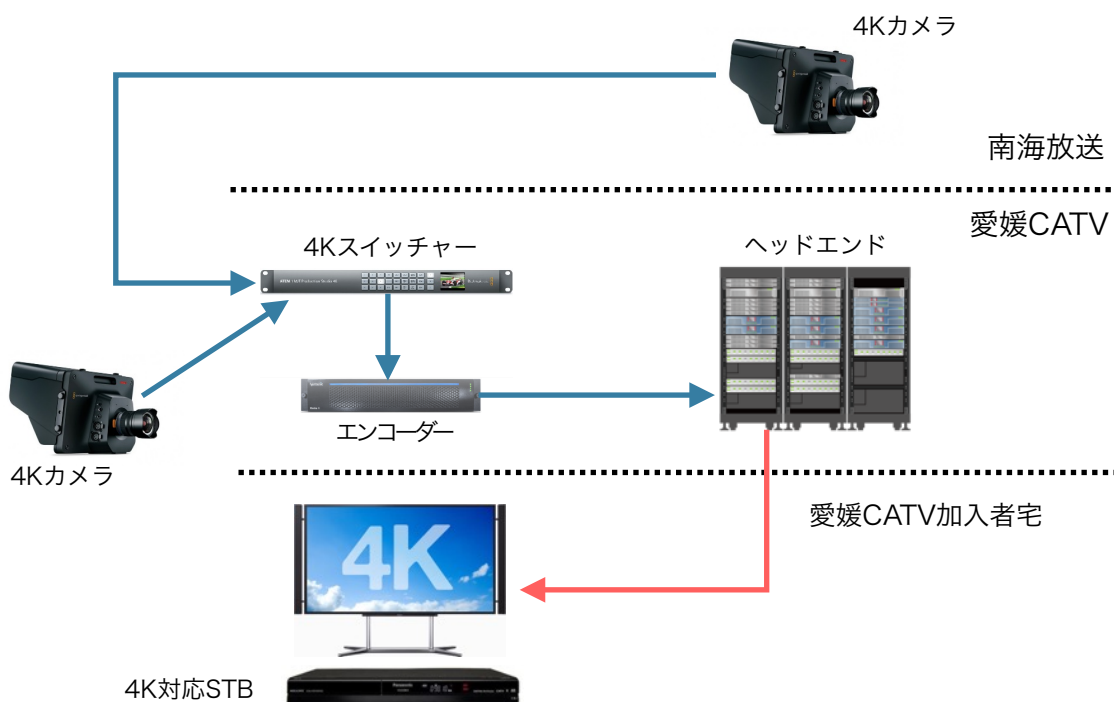 4Kカメラ
南海放送
愛媛CATV
4Kスイッチャー
ヘッドエンド
エンコーダー
4Kカメラ
愛媛CATV加入者宅
4K
4K対応STB